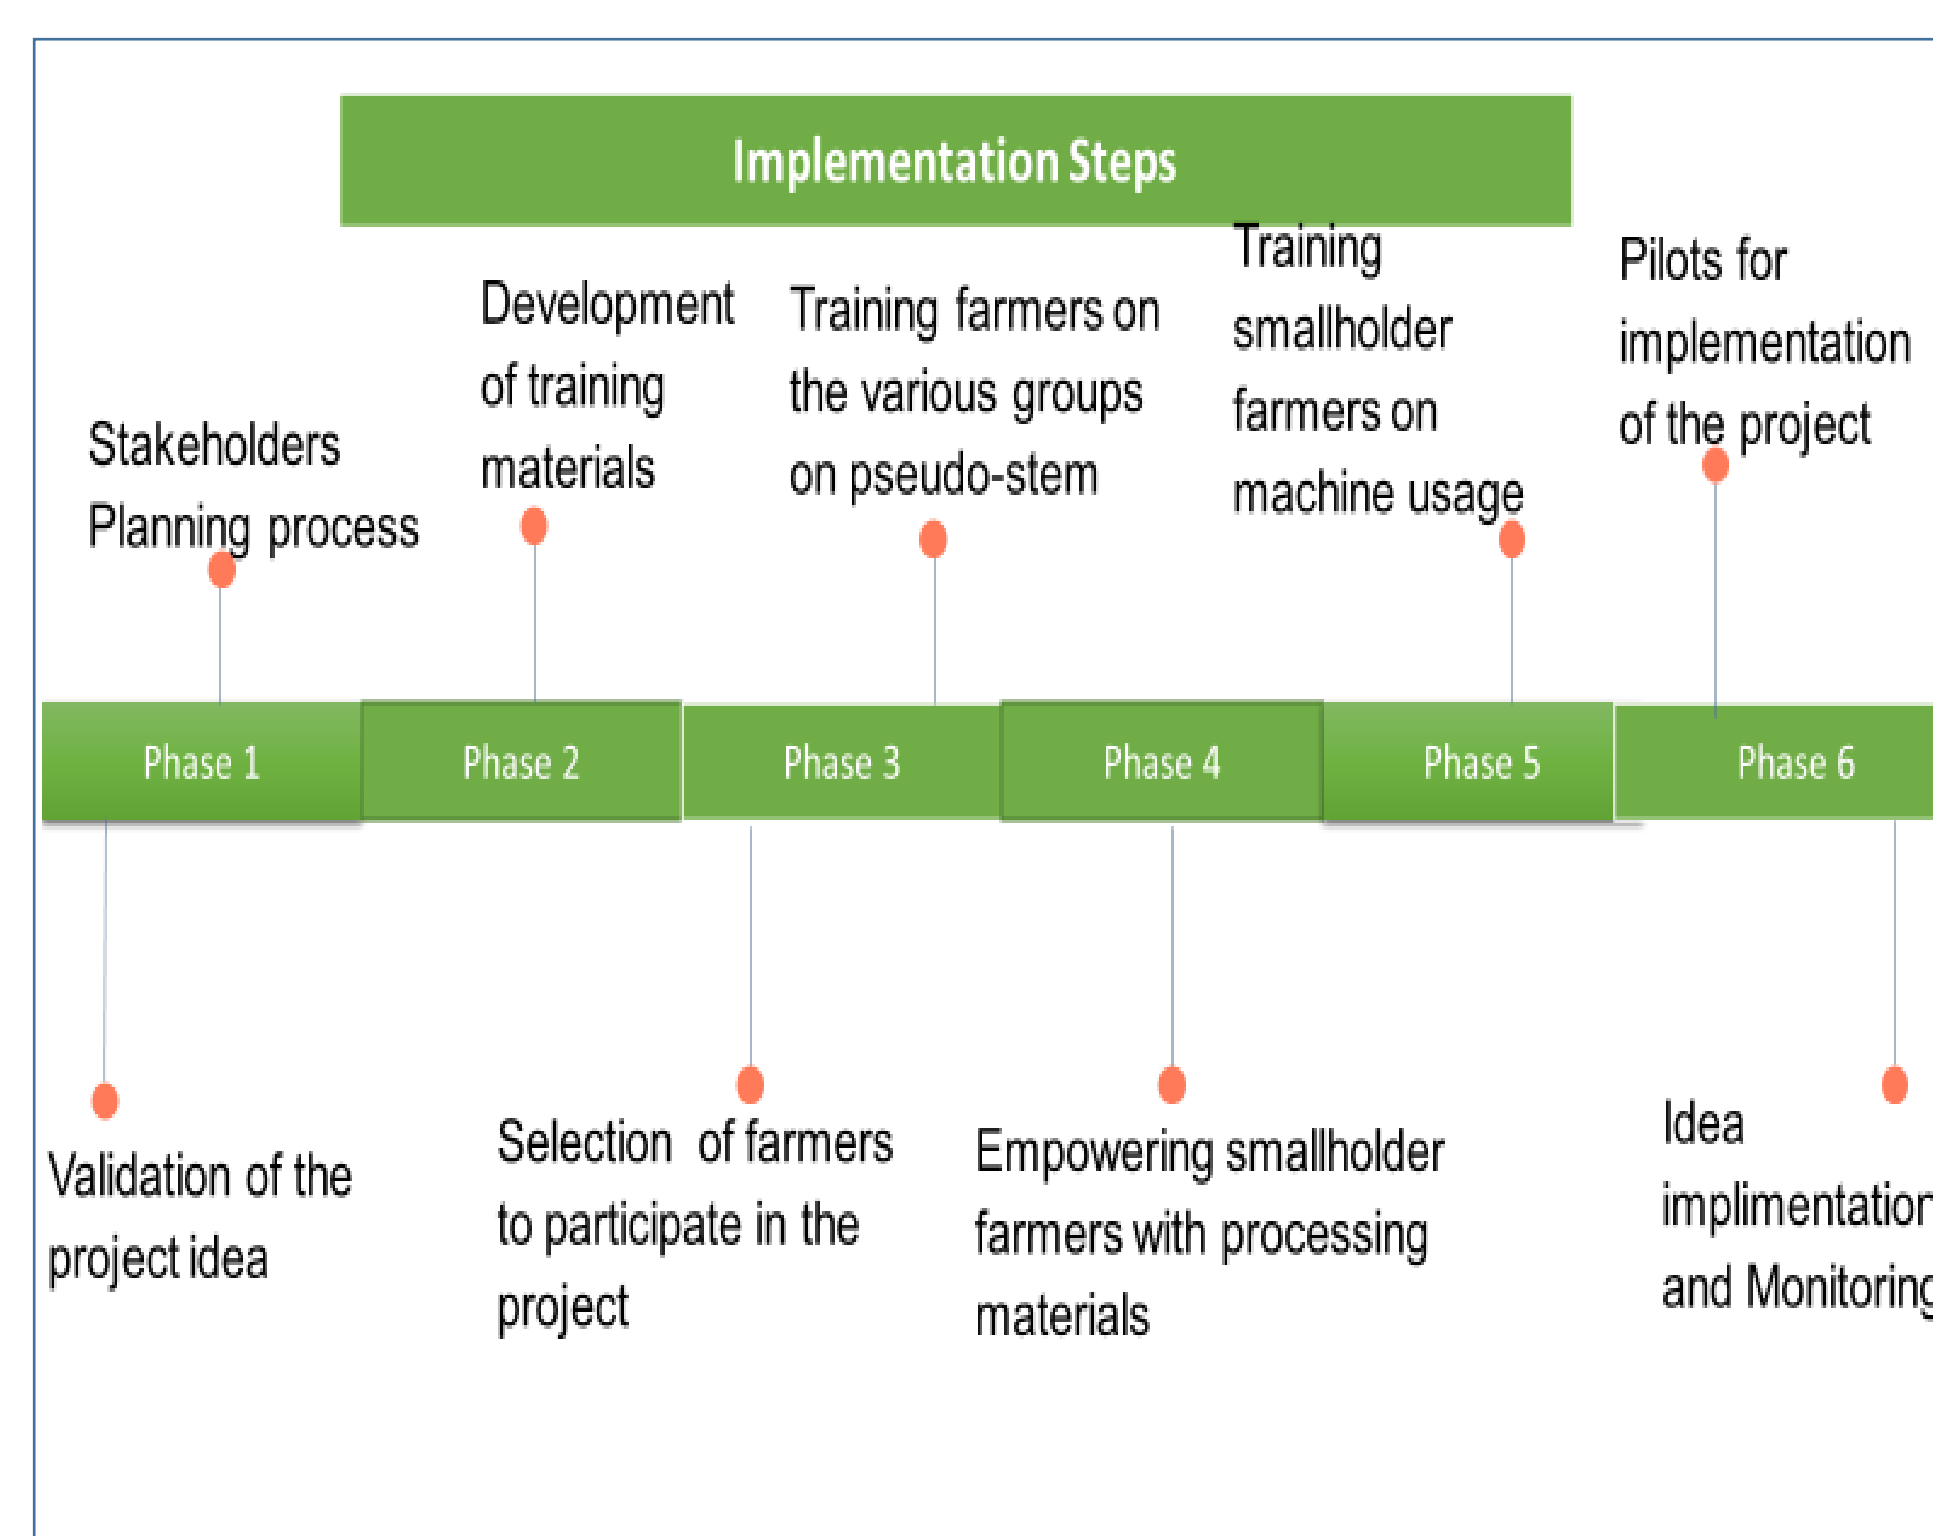 Implementation Steps
Stakeholders
Planning process
Development
of training
materials
Training farmers on
the various groups
on pseudo-stem
Training
smallholder
farmers on
machine usage
Pilots for
implementation
of the project
Phase 1
Phase 2
Phase 3
Phase 4
Phase 5
Phase 6
Validation of the
project idea
Selection of farmers
to participate in the
project
Empowering smallholder
farmers with processing
materials
Idea
implimentation
and Monitoring